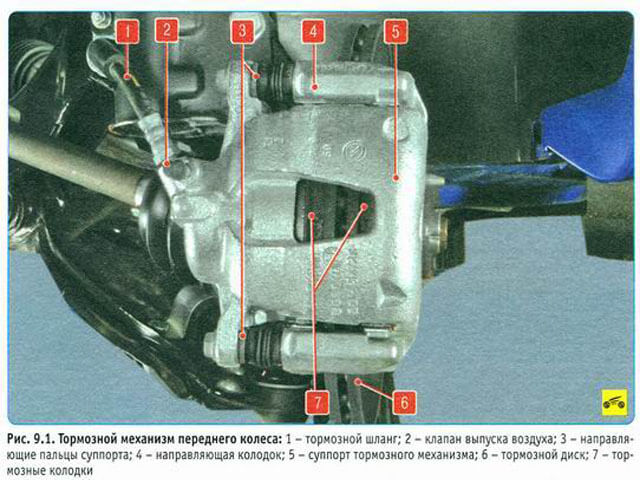 1
2
3
4
5
7
6
Рис. 9.1. Тормозной механизм переднего колеса: 1 – тормозной шланг; 2 – клапан выпуска воздуха; 3 – направля-
ющие пальцы суппорта; 4 – направляющая колодок; 5 – суппорт тормозного механизма; 6 – тормозной диск; 7 – тор-
мозные колодки